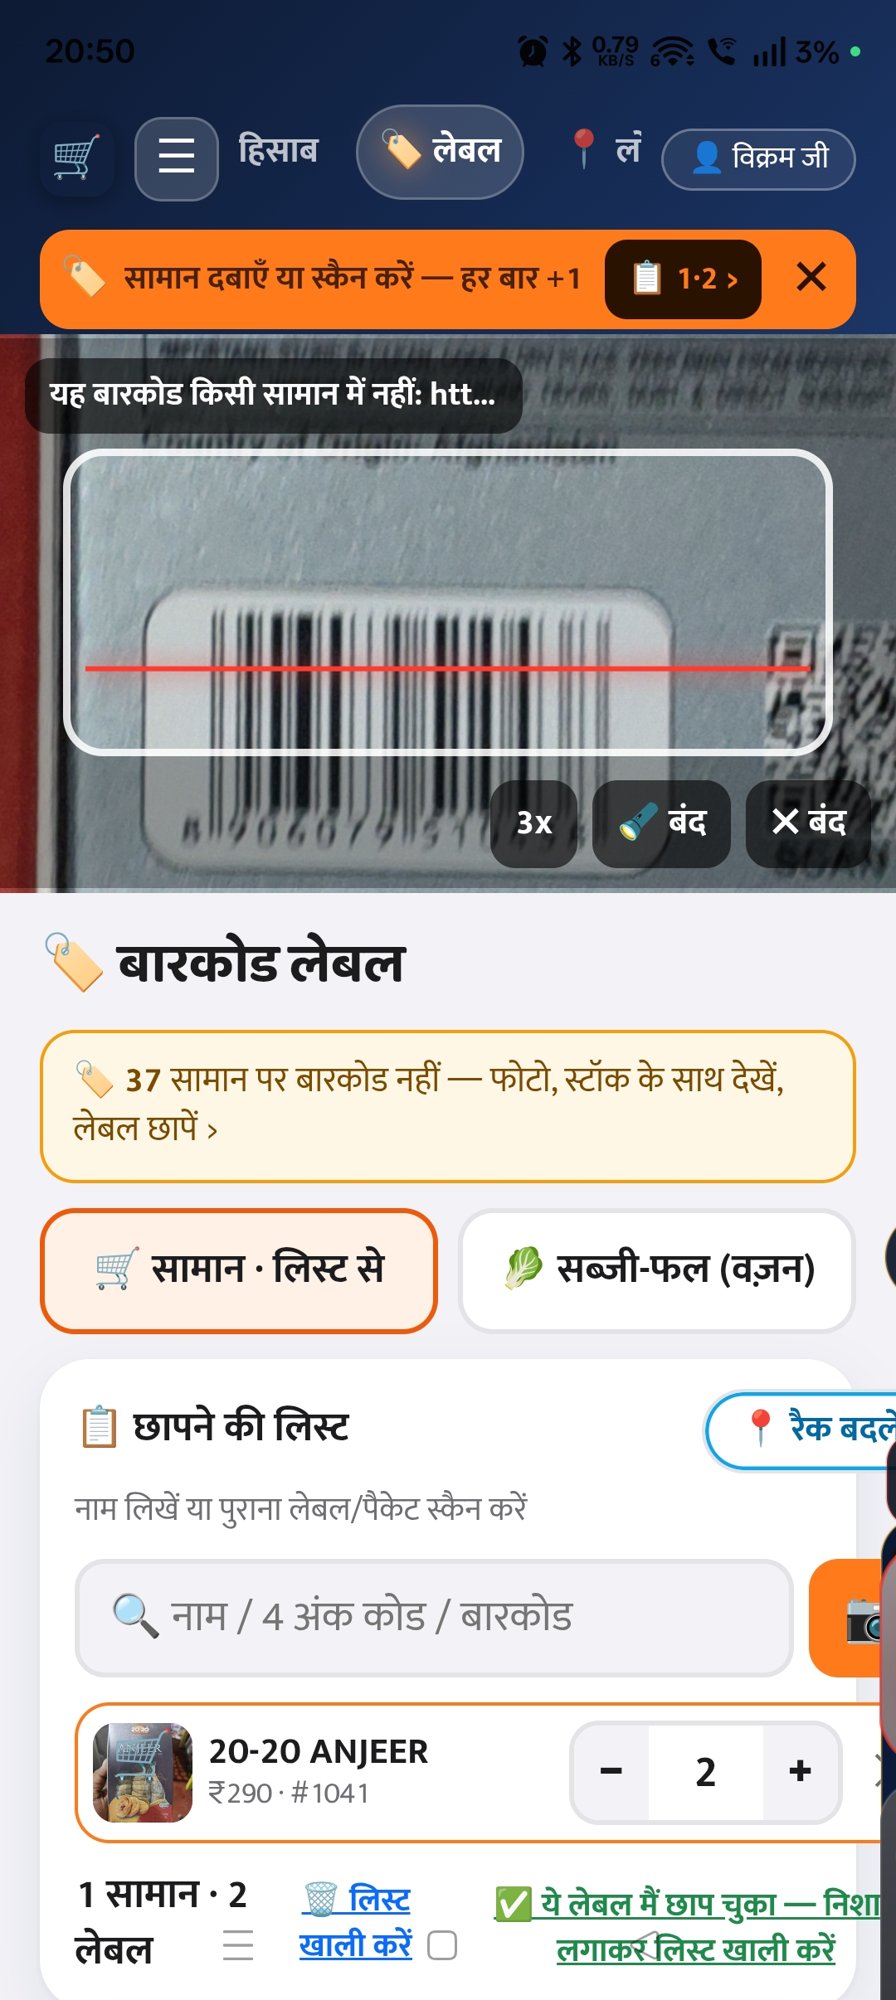 20:50
0.79
KB/S
6
3%
हिसाब
लेबल
विक्रम जी
सामान दबाएँ या स्कैन करें — हर बार +1
1·2 ›
यह बारकोड किसी सामान में नहीं: htt...
3x
बंद
बंद
बारकोड लेबल
37 सामान पर बारकोड नहीं — फोटो, स्टॉक के साथ देखें,
लेबल छापें ›
सामान · लिस्ट से
सब्जी-फल (वज़न)
छापने की लिस्ट
रैक बदलें
नाम लिखें या पुराना लेबल/पैकेट स्कैन करें
नाम / 4 अंक कोड / बारकोड
20-20 ANJEER
₹290 · #1041
− 2 +
1 सामान · 2
लेबल
लिस्ट
खाली करें
ये लेबल मैं छाप चुका — निशा
लगाकर लिस्ट खाली करें